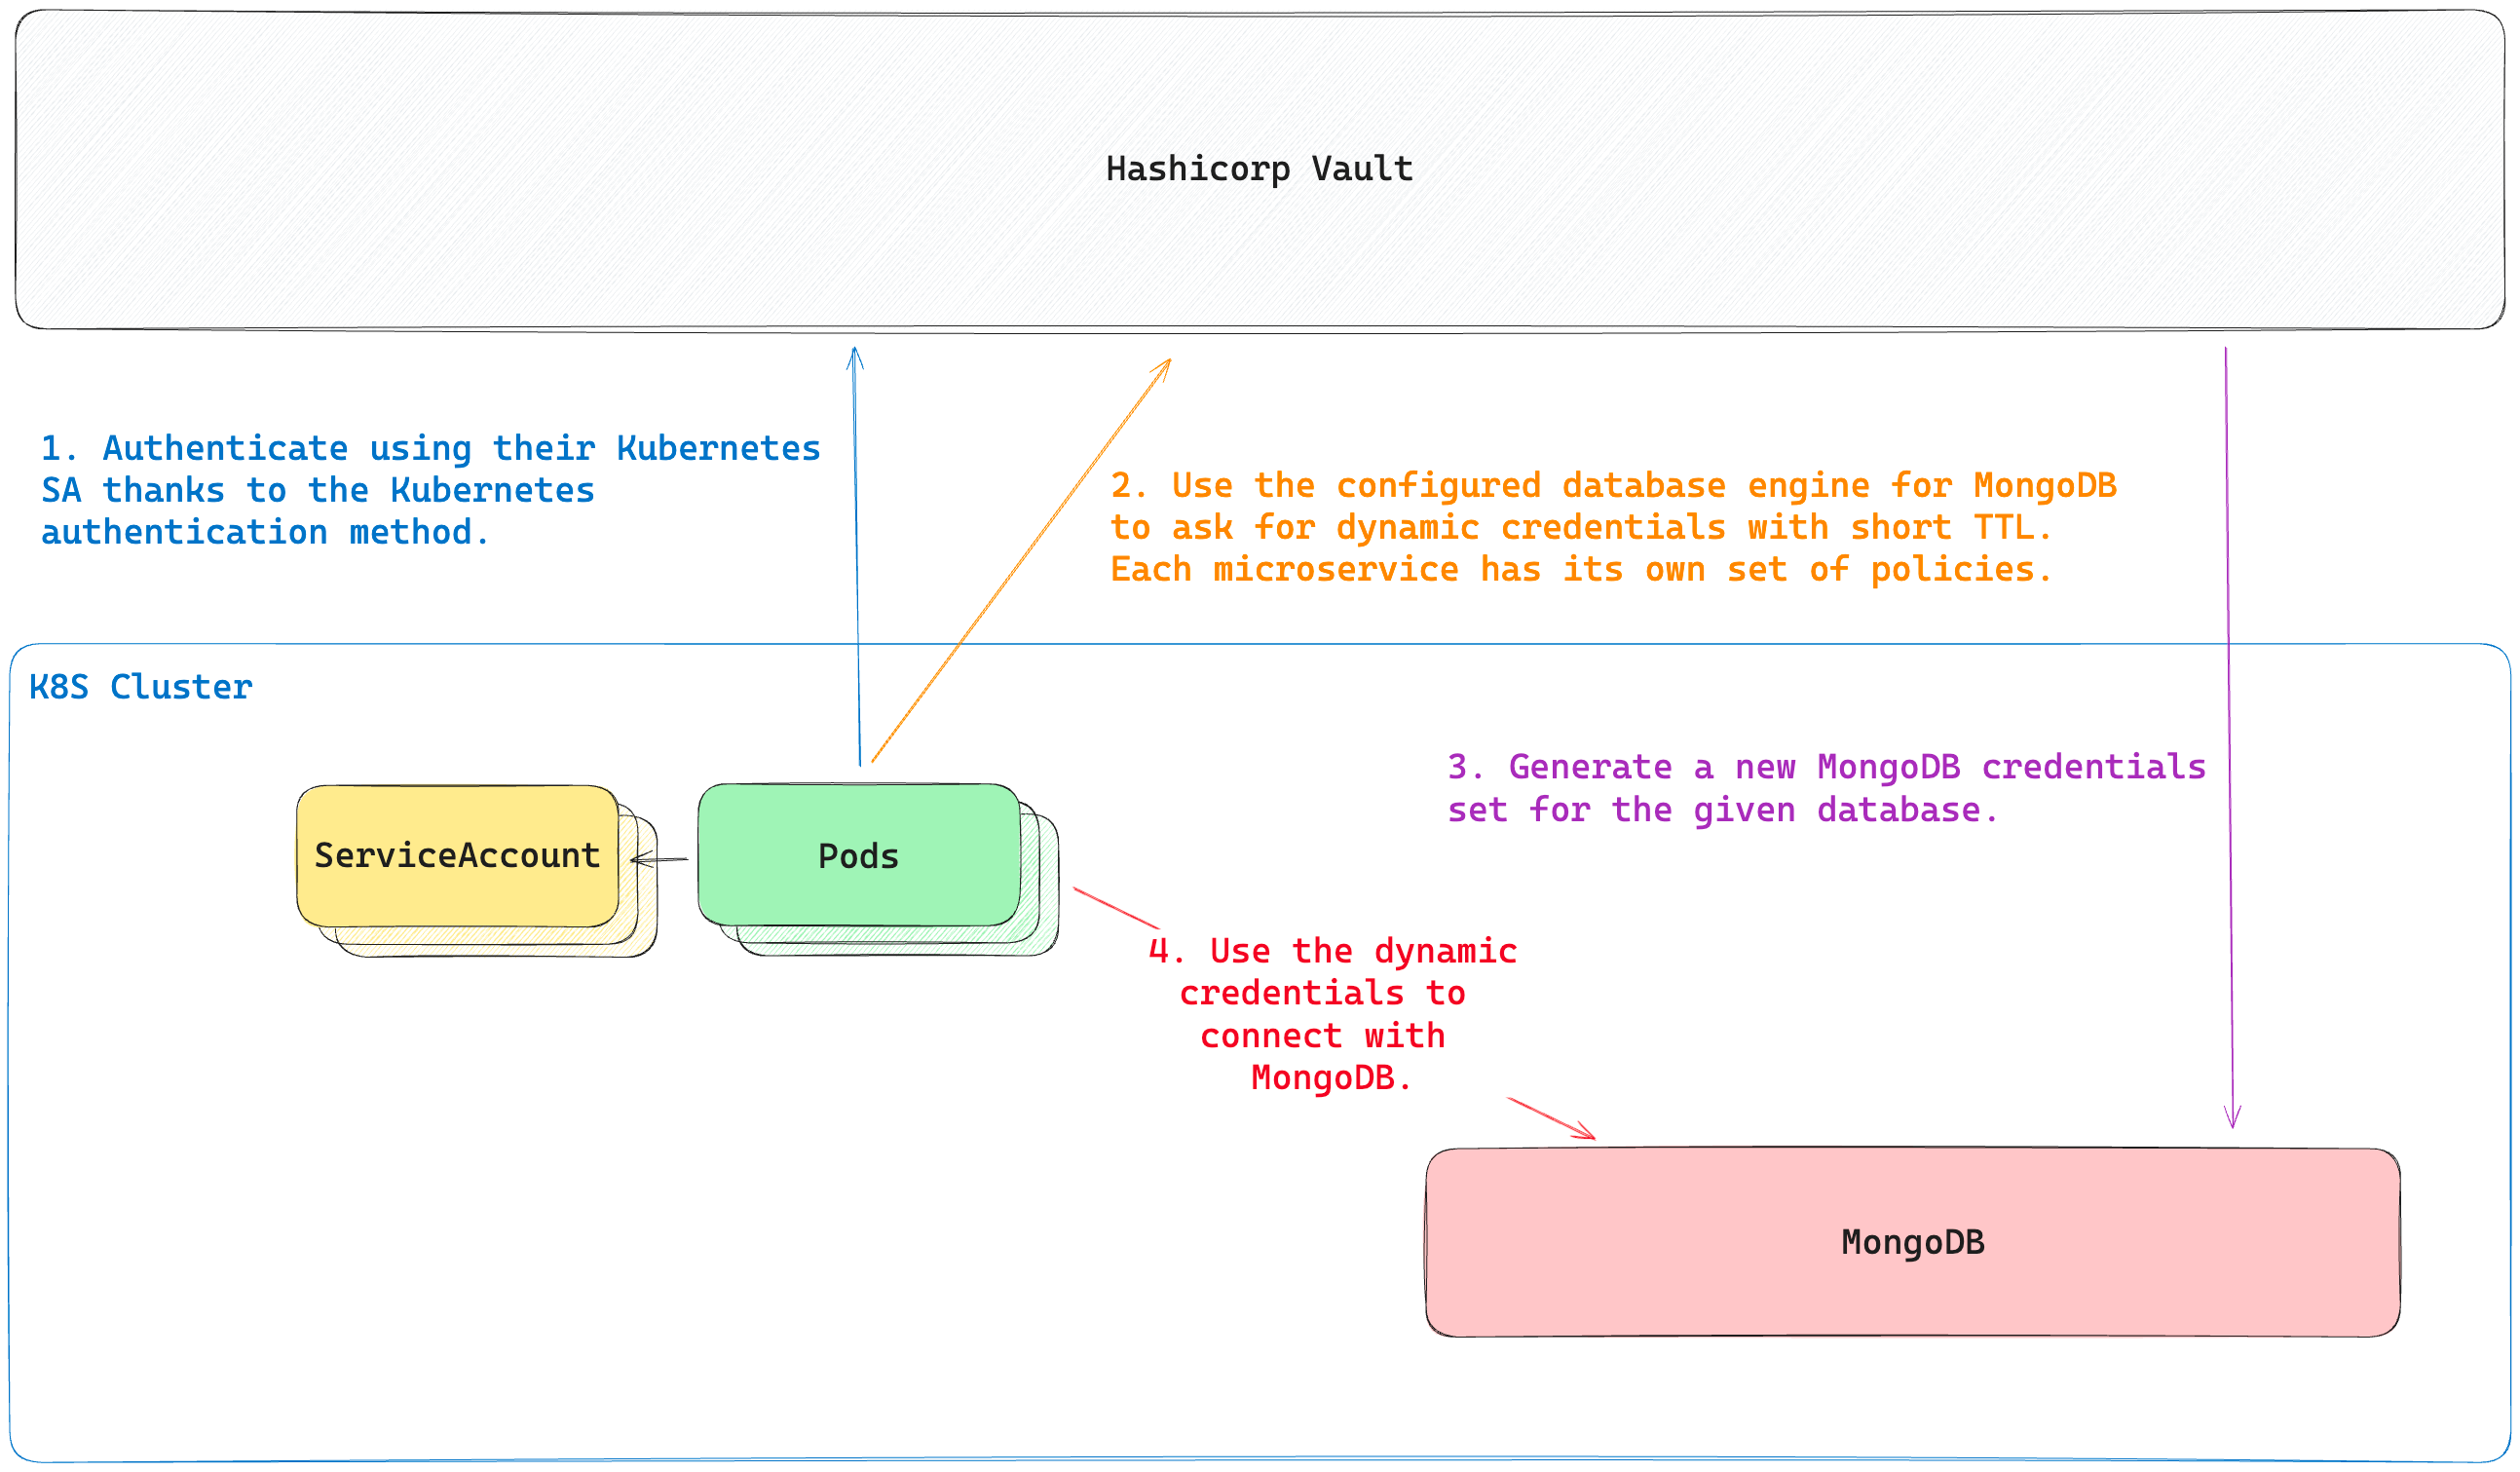 Hashicorp Vault
1. Authenticate using their Kubernetes
SA thanks to the Kubernetes
authentication method.
2. Use the configured database engine for MongoDB
to ask for dynamic credentials with short TTL.
Each microservice has its own set of policies.
K8S Cluster
3. Generate a new MongoDB credentials
set for the given database.
ServiceAccount
Pods
4. Use the dynamic
credentials to
connect with
MongoDB.
MongoDB